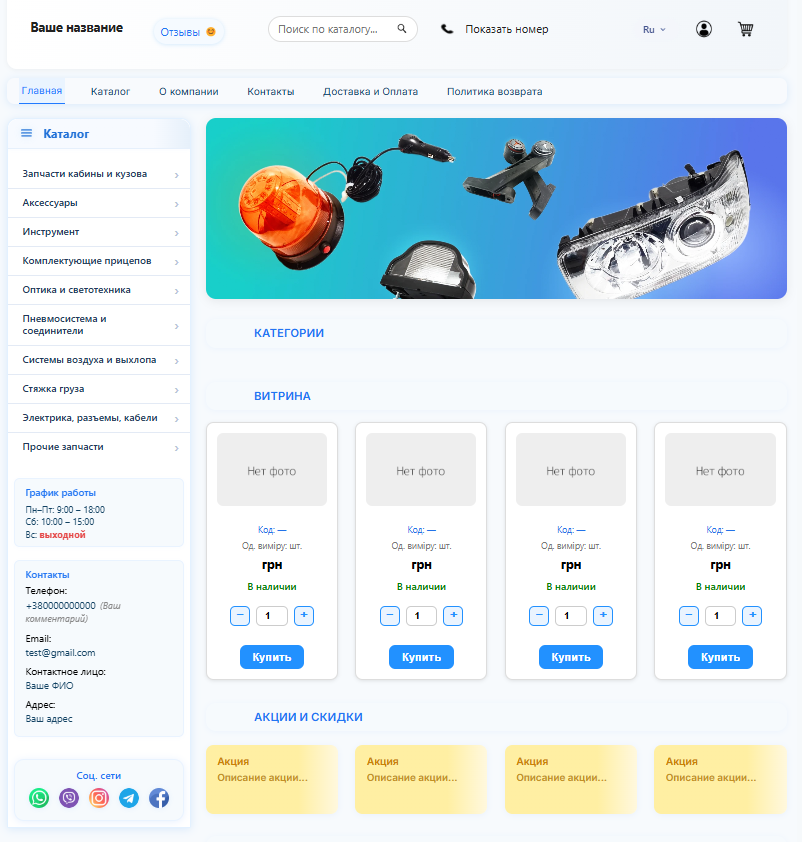 Ваше название
Отзывы
Поиск по каталогу...
Показать номер
Ru
Главная
Каталог
О компании
Контакты
Доставка и Оплата
Политика возврата
Каталог
Запчасти кабины и кузова
Аксессуары
Инструмент
Комплектующие прицепов
Оптика и светотехника
Пневмосистема и
соединители
Системы воздуха и выхлопа
Стяжка груза
Электрика, разъемы, кабели
Прочие запчасти
График работы
Пн–Пт: 9:00 – 18:00
Сб: 10:00 – 15:00
Вс: выходной
Контакты
Телефон:
+380000000000 (Ваш
комментарий)
Email:
test@gmail.com
Контактное лицо:
Ваше ФИО
Адрес:
Ваш адрес
Соц. сети
КАТЕГОРИИ
ВИТРИНА
Нет фото
Код: —
Од. виміру: шт.
грн
В наличии
− 1 +
Купить
Нет фото
Код: —
Од. виміру: шт.
грн
В наличии
− 1 +
Купить
Нет фото
Код: —
Од. виміру: шт.
грн
В наличии
− 1 +
Купить
Нет фото
Код: —
Од. виміру: шт.
грн
В наличии
− 1 +
Купить
АКЦИИ И СКИДКИ
Акция
Описание акции...
Акция
Описание акции...
Акция
Описание акции...
Акция
Описание акции...